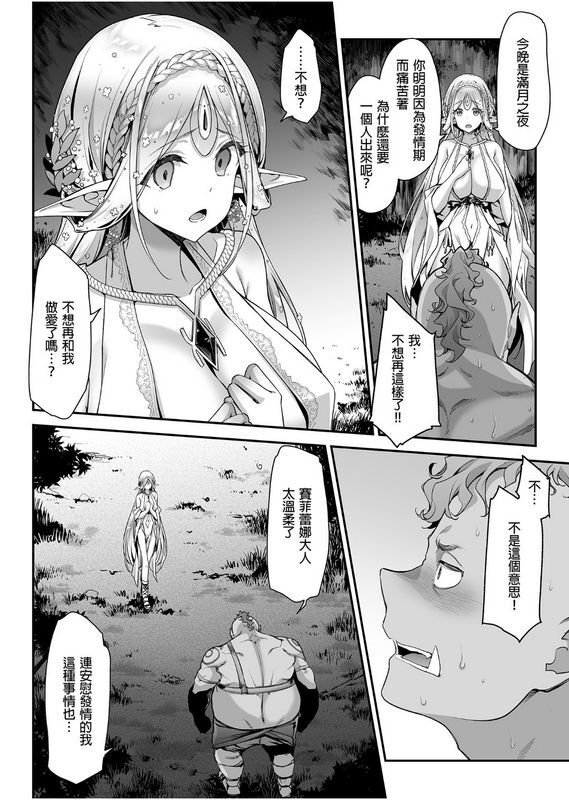 今晚是滿月之夜
你明明因為發情期
而痛苦著
為什麼還要
一個人出來呢？
我…
不想再這樣了!!
……不想？
不想再和我
做愛了嗎…？
不…
不是這個意思！
賽菲蕾娜大人
太溫柔了
連安慰發情的我
這種事情也…